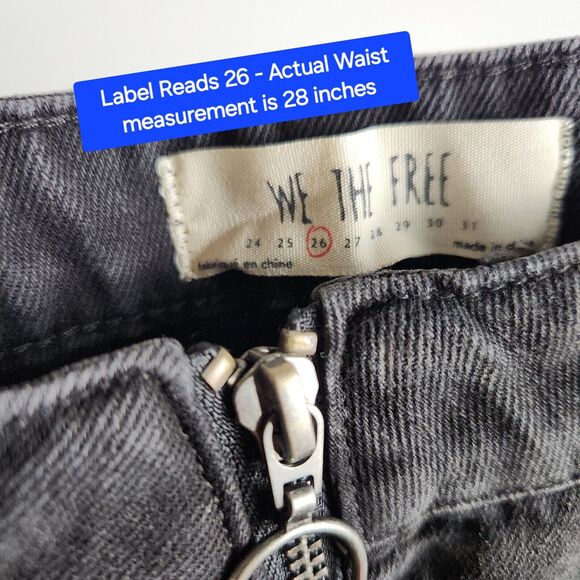 Label Reads 26 - Actual Waist
measurement is 28 inches
WE THE FREE
24 25 26 27 28 29 30 31
fabriqué en chine
made in china